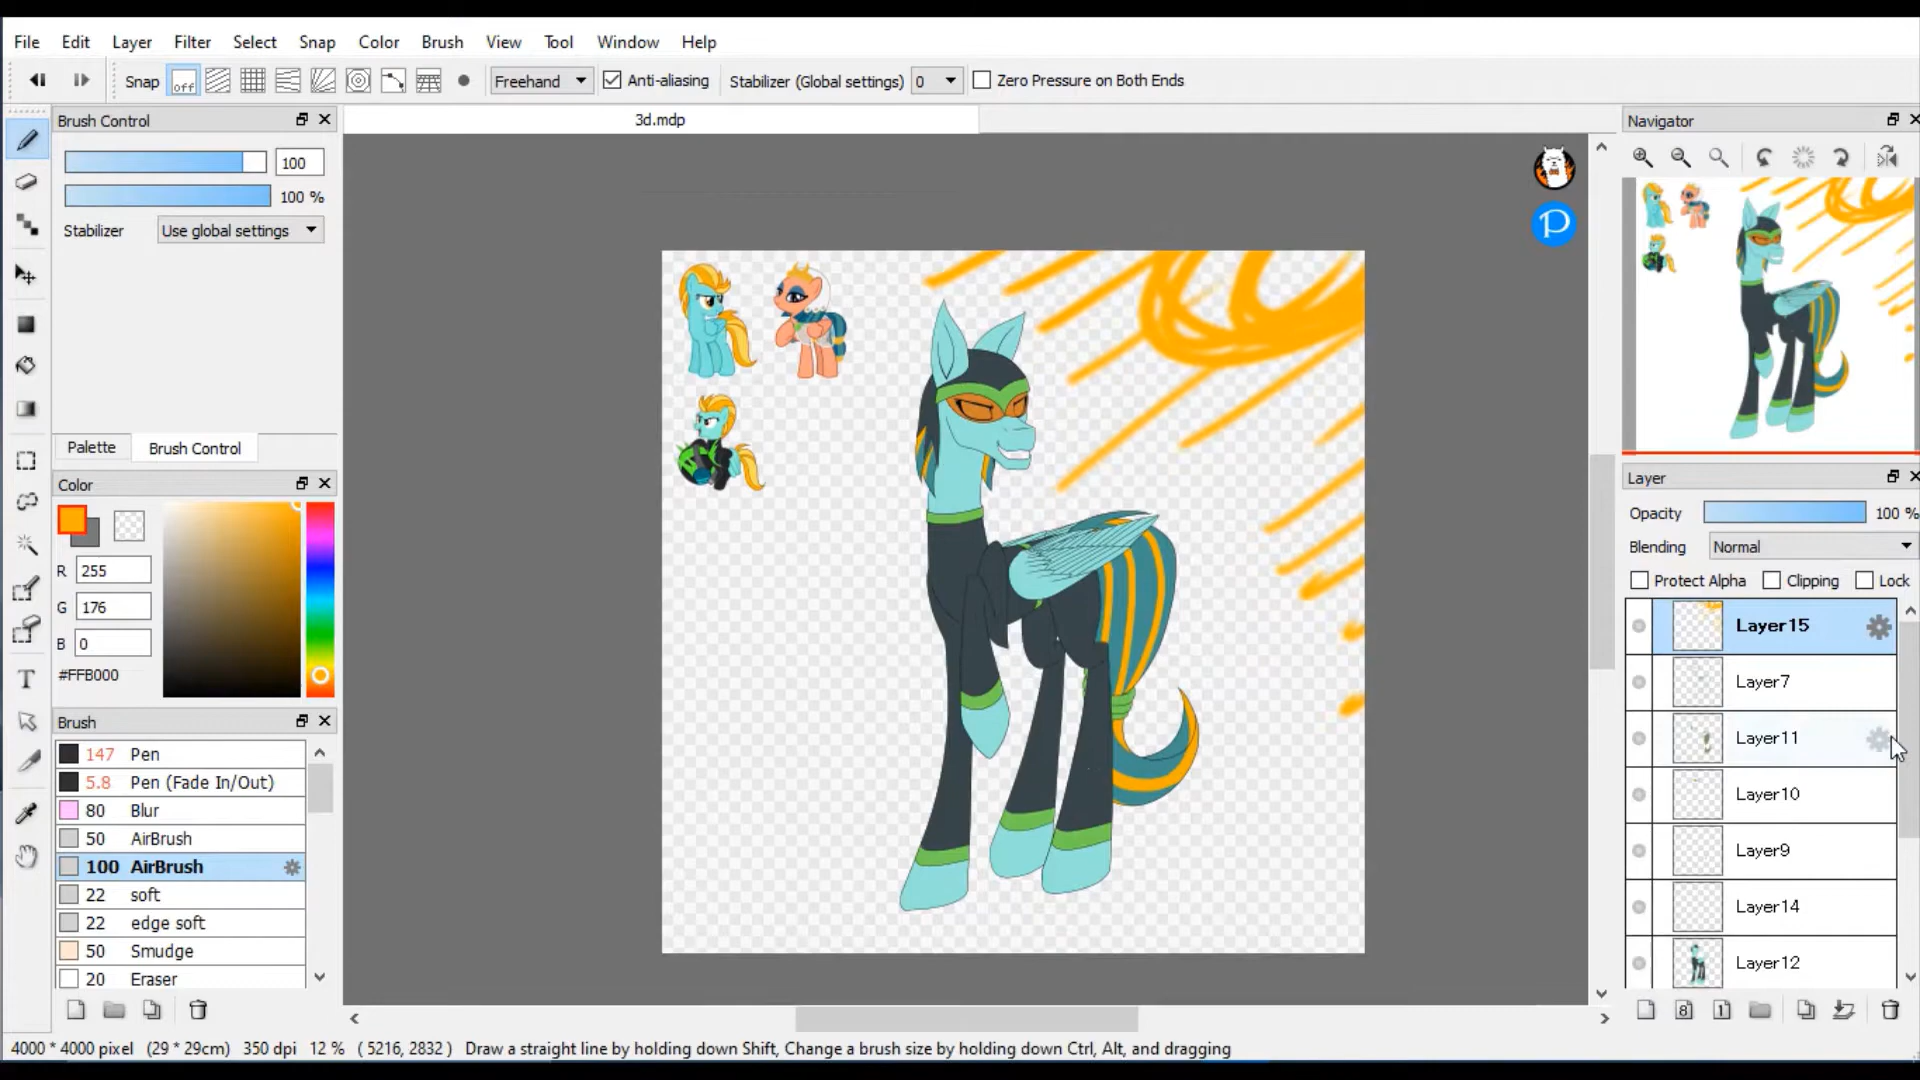 File Edit Layer Filter Select Snap Color Brush View Tool Window Help
Snap off Freehand Anti-aliasing Stabilizer (Global settings) 0 Zero Pressure on Both Ends
Brush Control
3d.mdp
Navigator
100
100 %
Stabilizer Use global settings
Palette Brush Control
Color
R 255
G 176
B 0
#FFB000
Brush
147 Pen
5.8 Pen (Fade In/Out)
80 Blur
50 AirBrush
100 AirBrush
22 soft
22 edge soft
50 Smudge
20 Eraser
T
P
Layer
Opacity 100 %
Blending Normal
Protect Alpha Clipping Lock
Layer15
Layer7
Layer11
Layer10
Layer9
Layer14
Layer12
8 1
4000 * 4000 pixel (29 * 29cm) 350 dpi 12 % ( 5216, 2832 ) Draw a straight line by holding down Shift, Change a brush size by holding down Ctrl, Alt, and dragging